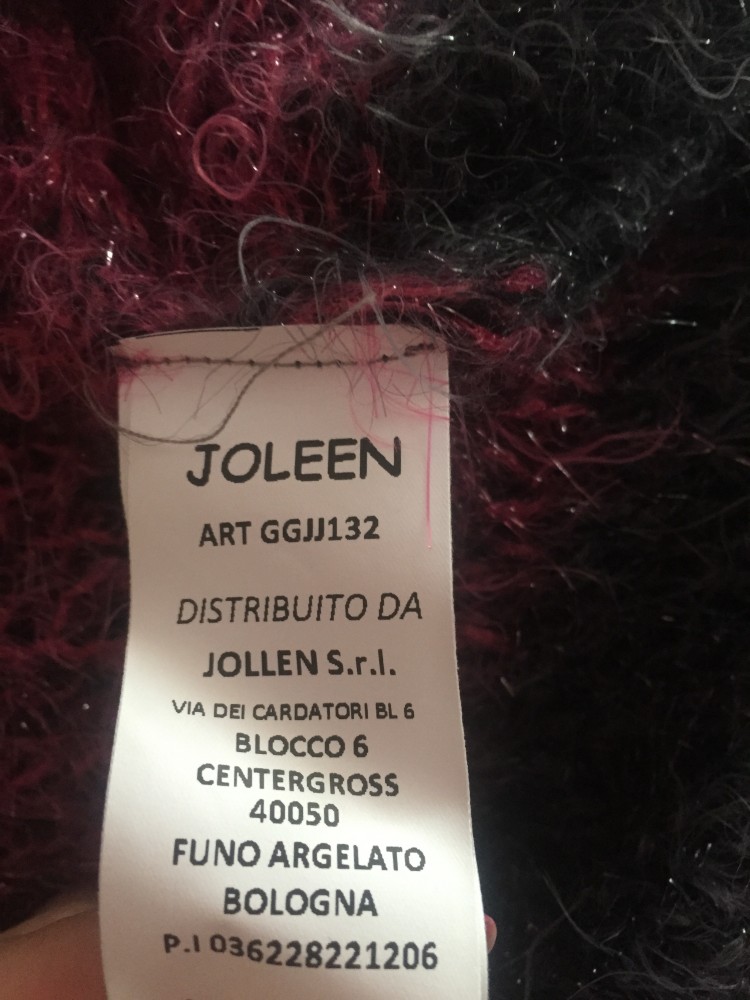 JOLEEN
ART GGJJ132
DISTRIBUITO DA
JOLLEN S.r.l.
VIA DEI CARDATORI BL 6
BLOCCO 6
CENTERGROSS
40050
FUNO ARGELATO
BOLOGNA
P.I 036228221206